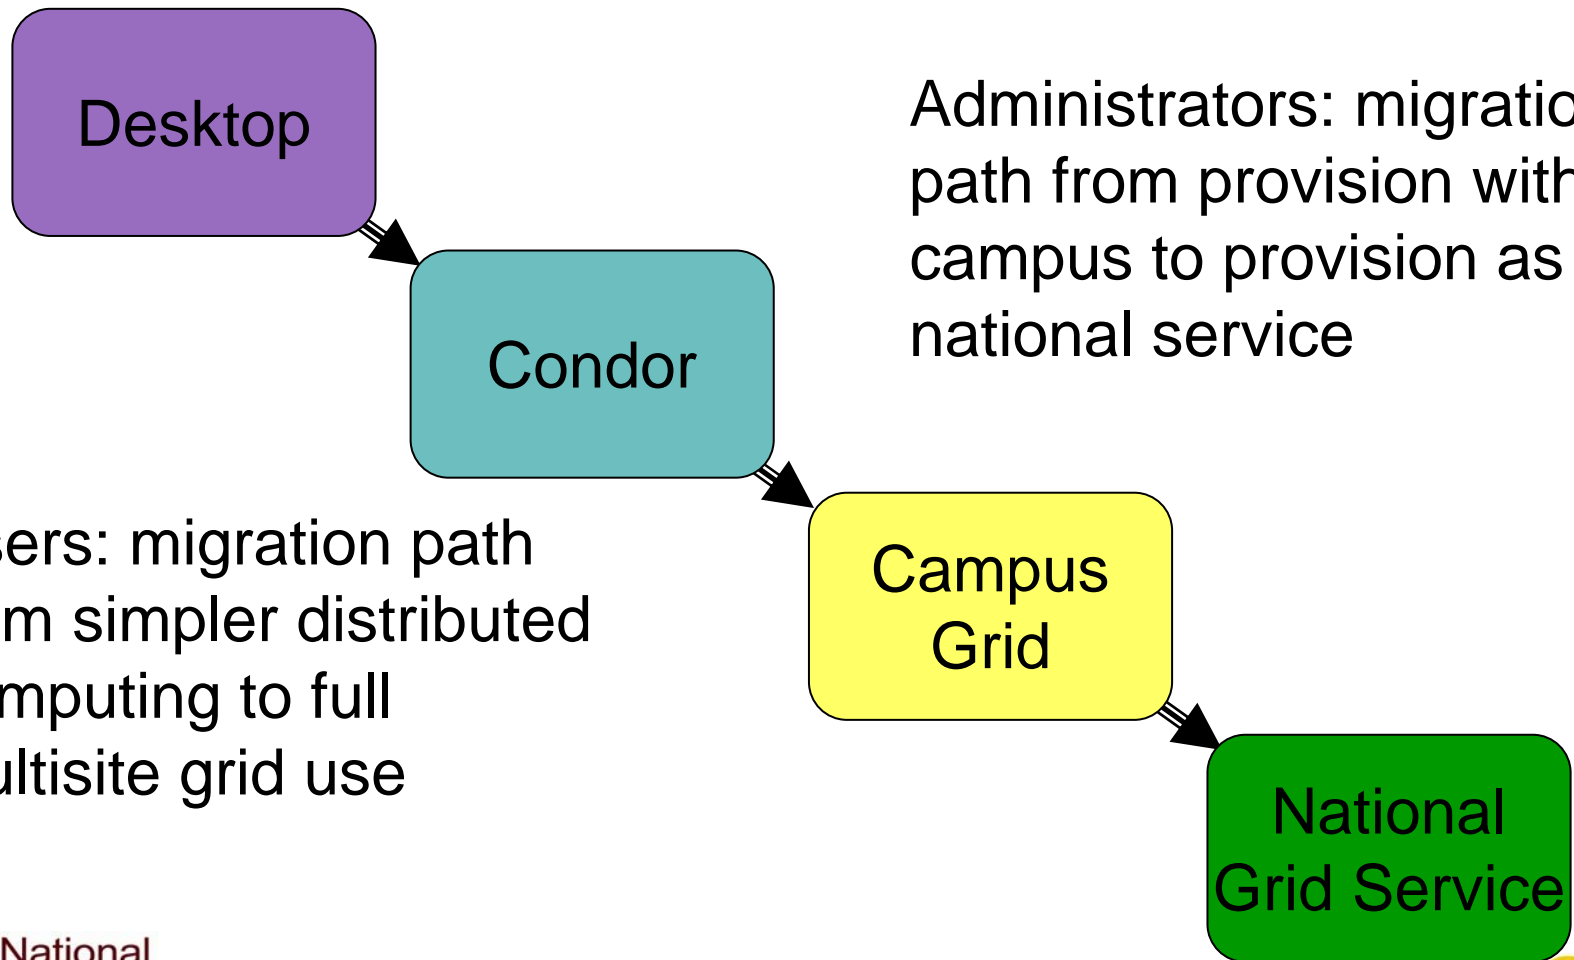 Desktop
Administrators: migratio
path from provision with
campus to provision as
national service
Condor
sers: migration path
m simpler distributed
mputing to full
ultisite grid use
Campus
Grid
National
Grid Service
National